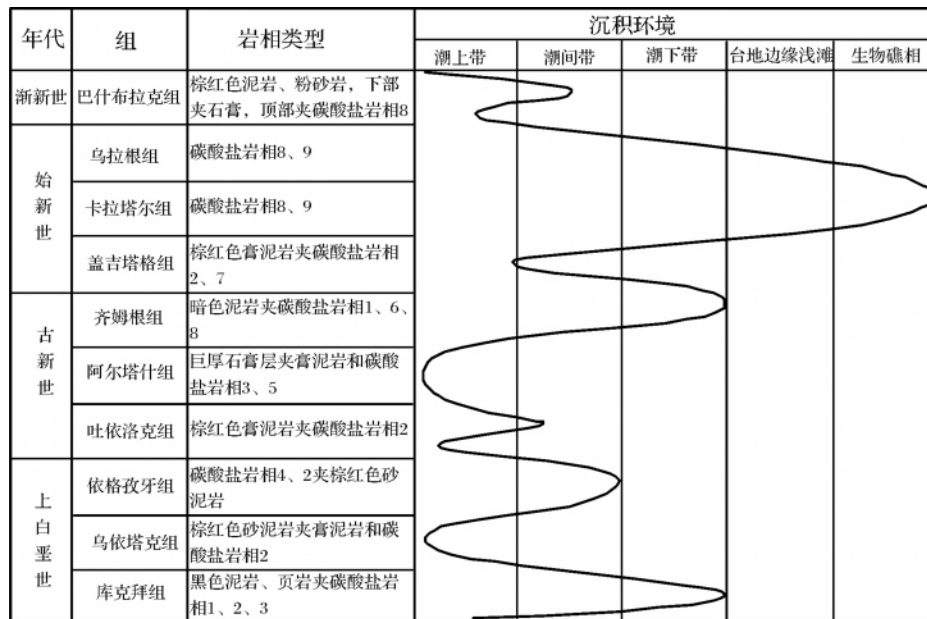 年代 组 岩相类型 沉积环境
潮上带 潮间带 潮下带 台地边缘浅滩 生物礁相
渐新世 巴什布拉克组 棕红色泥岩、粉砂岩，下部
夹石膏，顶部夹碳酸盐岩相8
始新世 乌拉根组 碳酸盐岩相8、9
卡拉塔尔组 碳酸盐岩相8、9
盖吉塔格组 棕红色膏泥岩夹碳酸盐岩相
2、7
古新世 齐姆根组 暗色泥岩夹碳酸盐岩相1、6、
8
阿尔塔什组 巨厚石膏层夹膏泥岩和碳酸
盐岩相3、5
吐依洛克组 棕红色膏泥岩夹碳酸盐岩相2
上白垩世 依格孜牙组 碳酸盐岩相4、2夹棕红色砂
泥岩
乌依塔克组 棕红色砂泥岩夹膏泥岩和碳
酸盐岩相2
库克拜组 黑色泥岩、页岩夹碳酸盐岩
相1、2、3